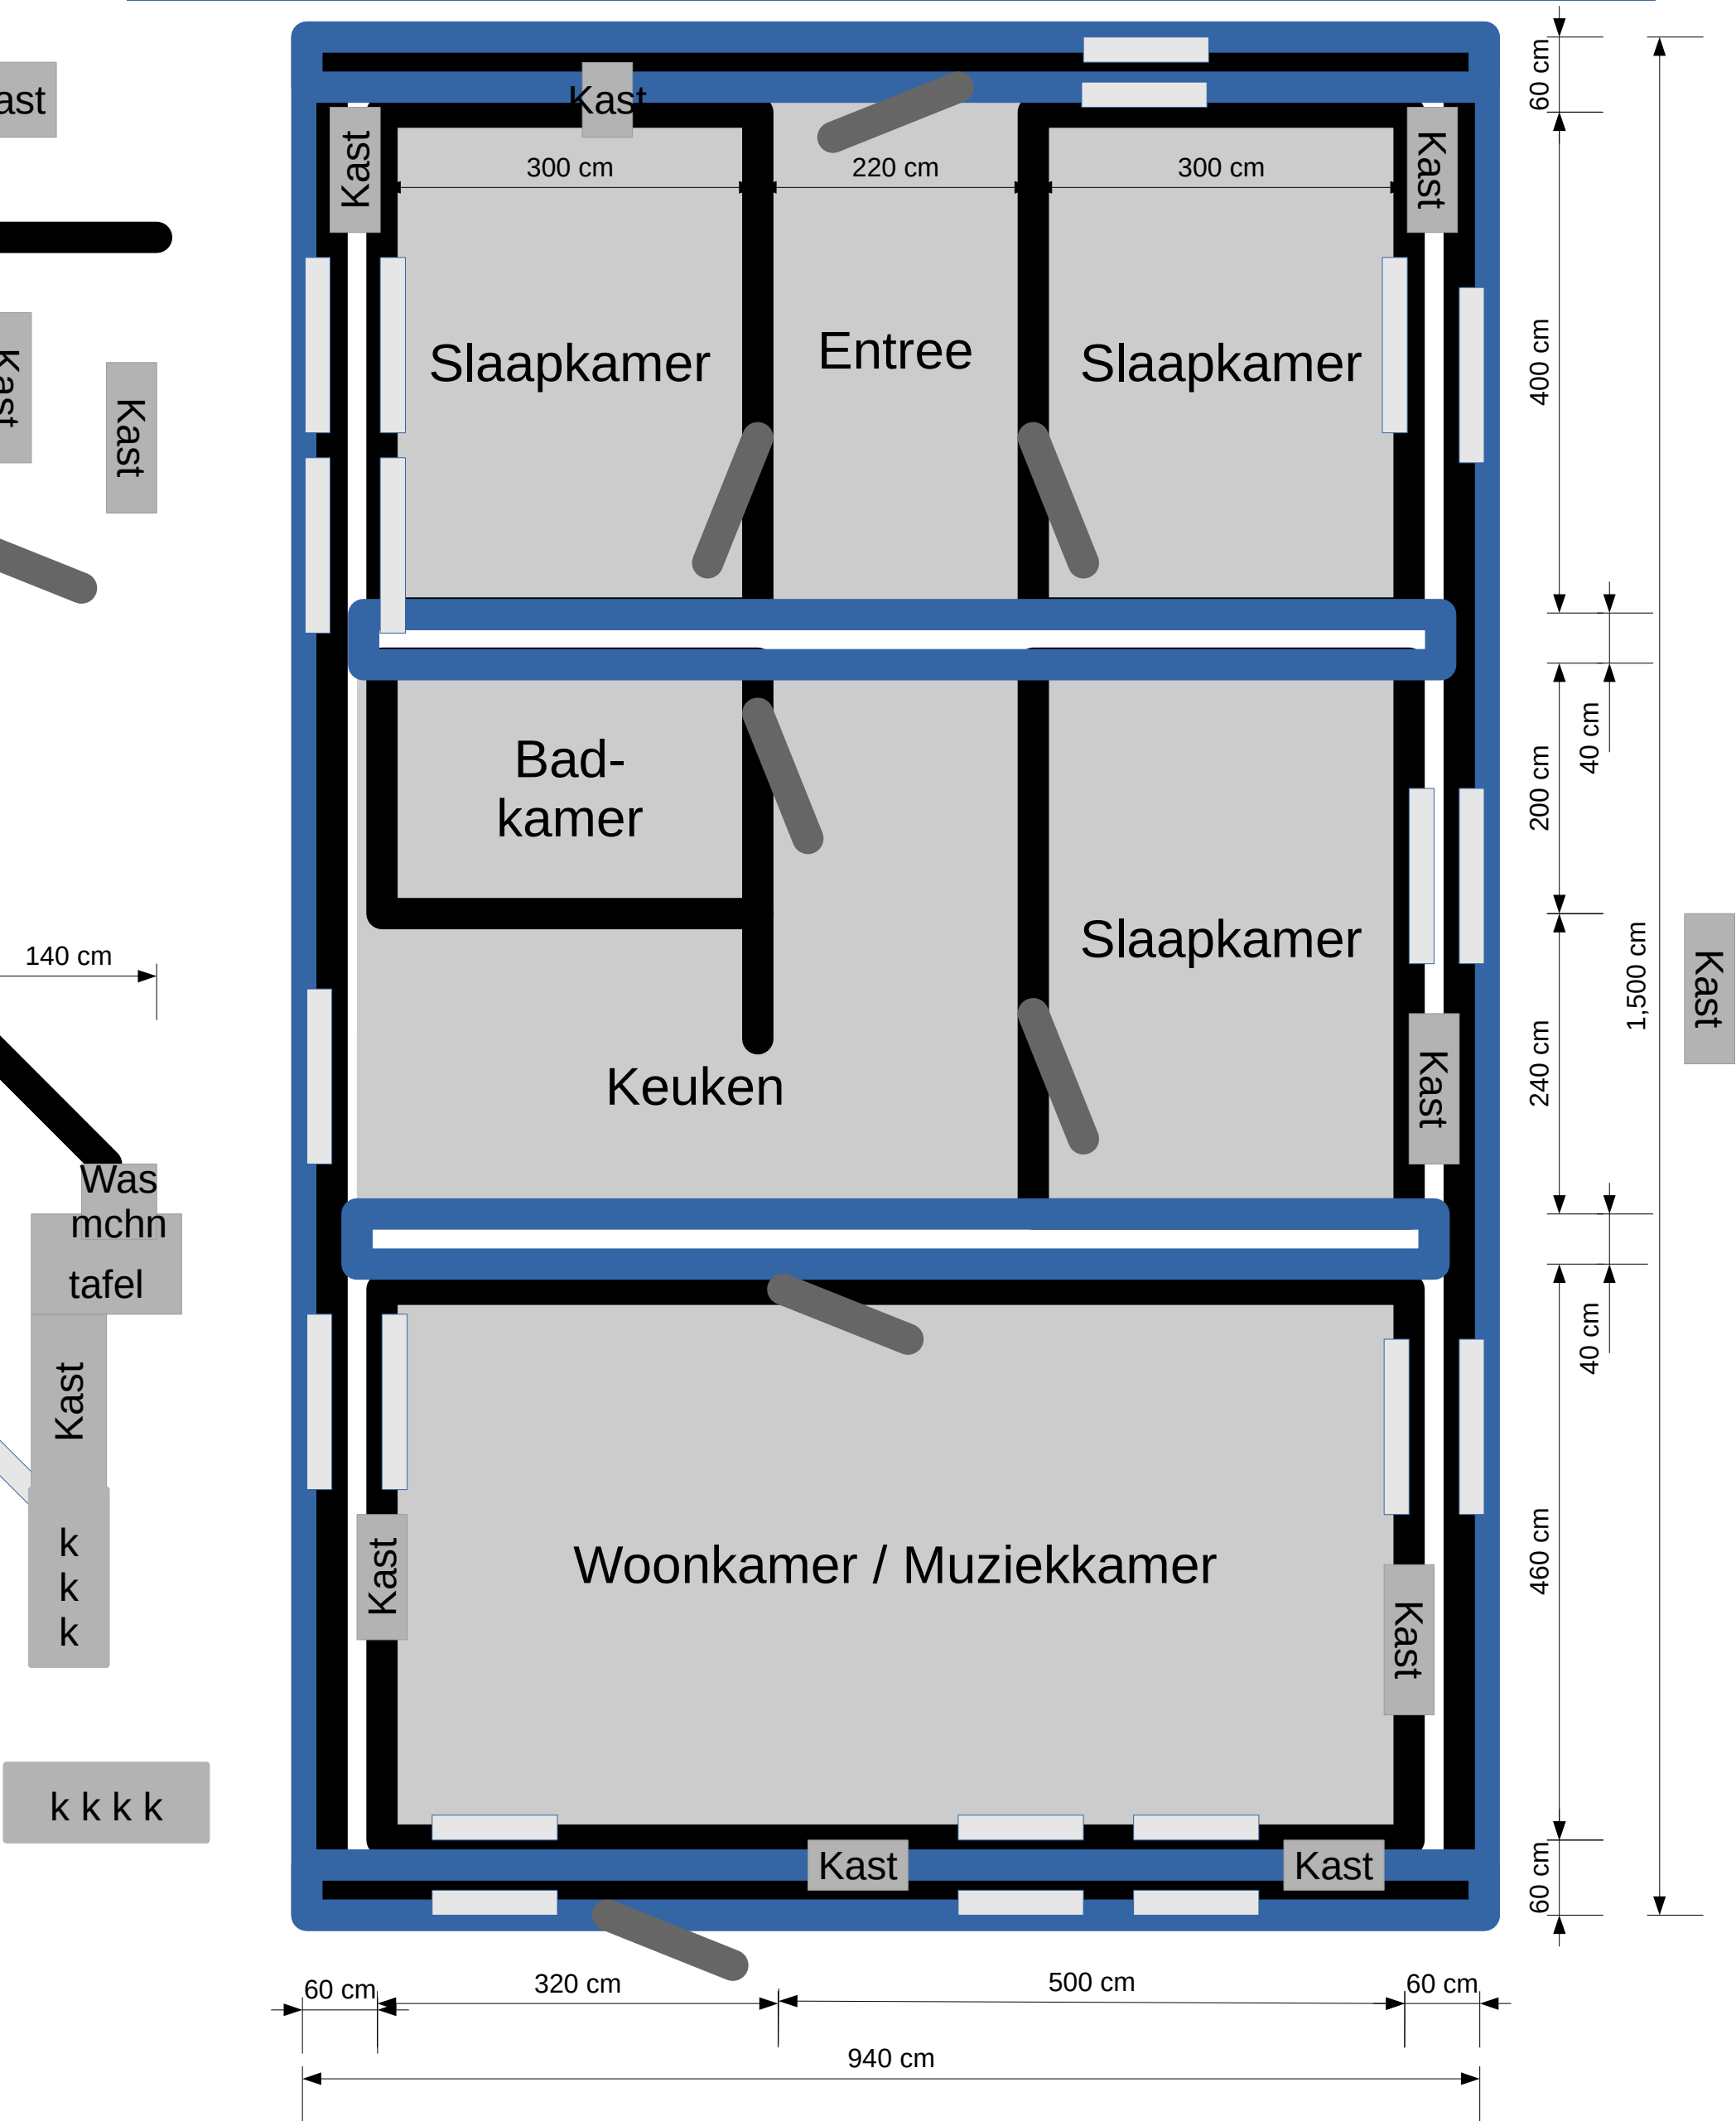 Kast
60 cm
ast
Kast
Kast
Kast
300 cm
220 cm
300 cm
Slaapkamer
Entree
Slaapkamer
400 cm
Kast
Kast
40 cm
Bad-
kamer
200 cm
Slaapkamer
140 cm
1,500 cm
Kast
Keuken
Kast
240 cm
Was
mchn
tafel
40 cm
Kast
k
k
k
Woonkamer / Muziekkamer
Kast
Kast
460 cm
k k k k
Kast
Kast
60 cm
60 cm
320 cm
500 cm
60 cm
940 cm